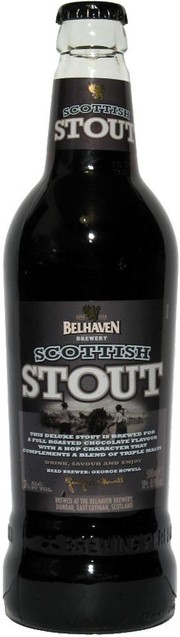 SCOTTISH
STOUT
BELHAVEN
BREWERY
SCOTTISH
STOUT
THIS DELUXE STOUT IS BREWED FOR
A FULL ROASTED CHOCOLATE FLAVOUR
WITH A HOP CHARACTER THAT
COMPLEMENTS A BLEND OF TRIPLE MALTS
DRINK, SAVOUR AND ENJOY
HEAD BREWER: GEORGE HOWELL
BREWED AT THE BELHAVEN BREWERY,
DUNBAR, EAST LOTHIAN, SCOTLAND